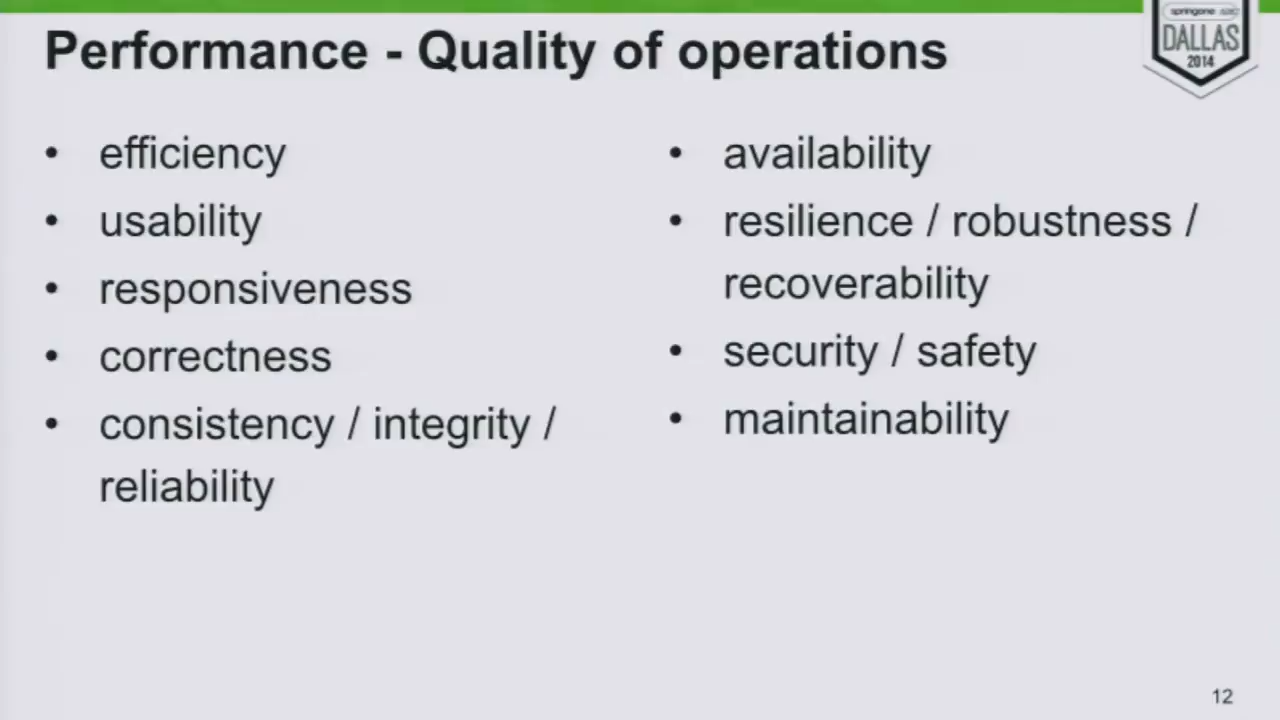 Performance - Quality of operations
• efficiency
• usability
• responsiveness
• correctness
• consistency / integrity /
reliability
• availability
• resilience / robustness /
recoverability
• security / safety
• maintainability
springone
DALLAS
2014
12